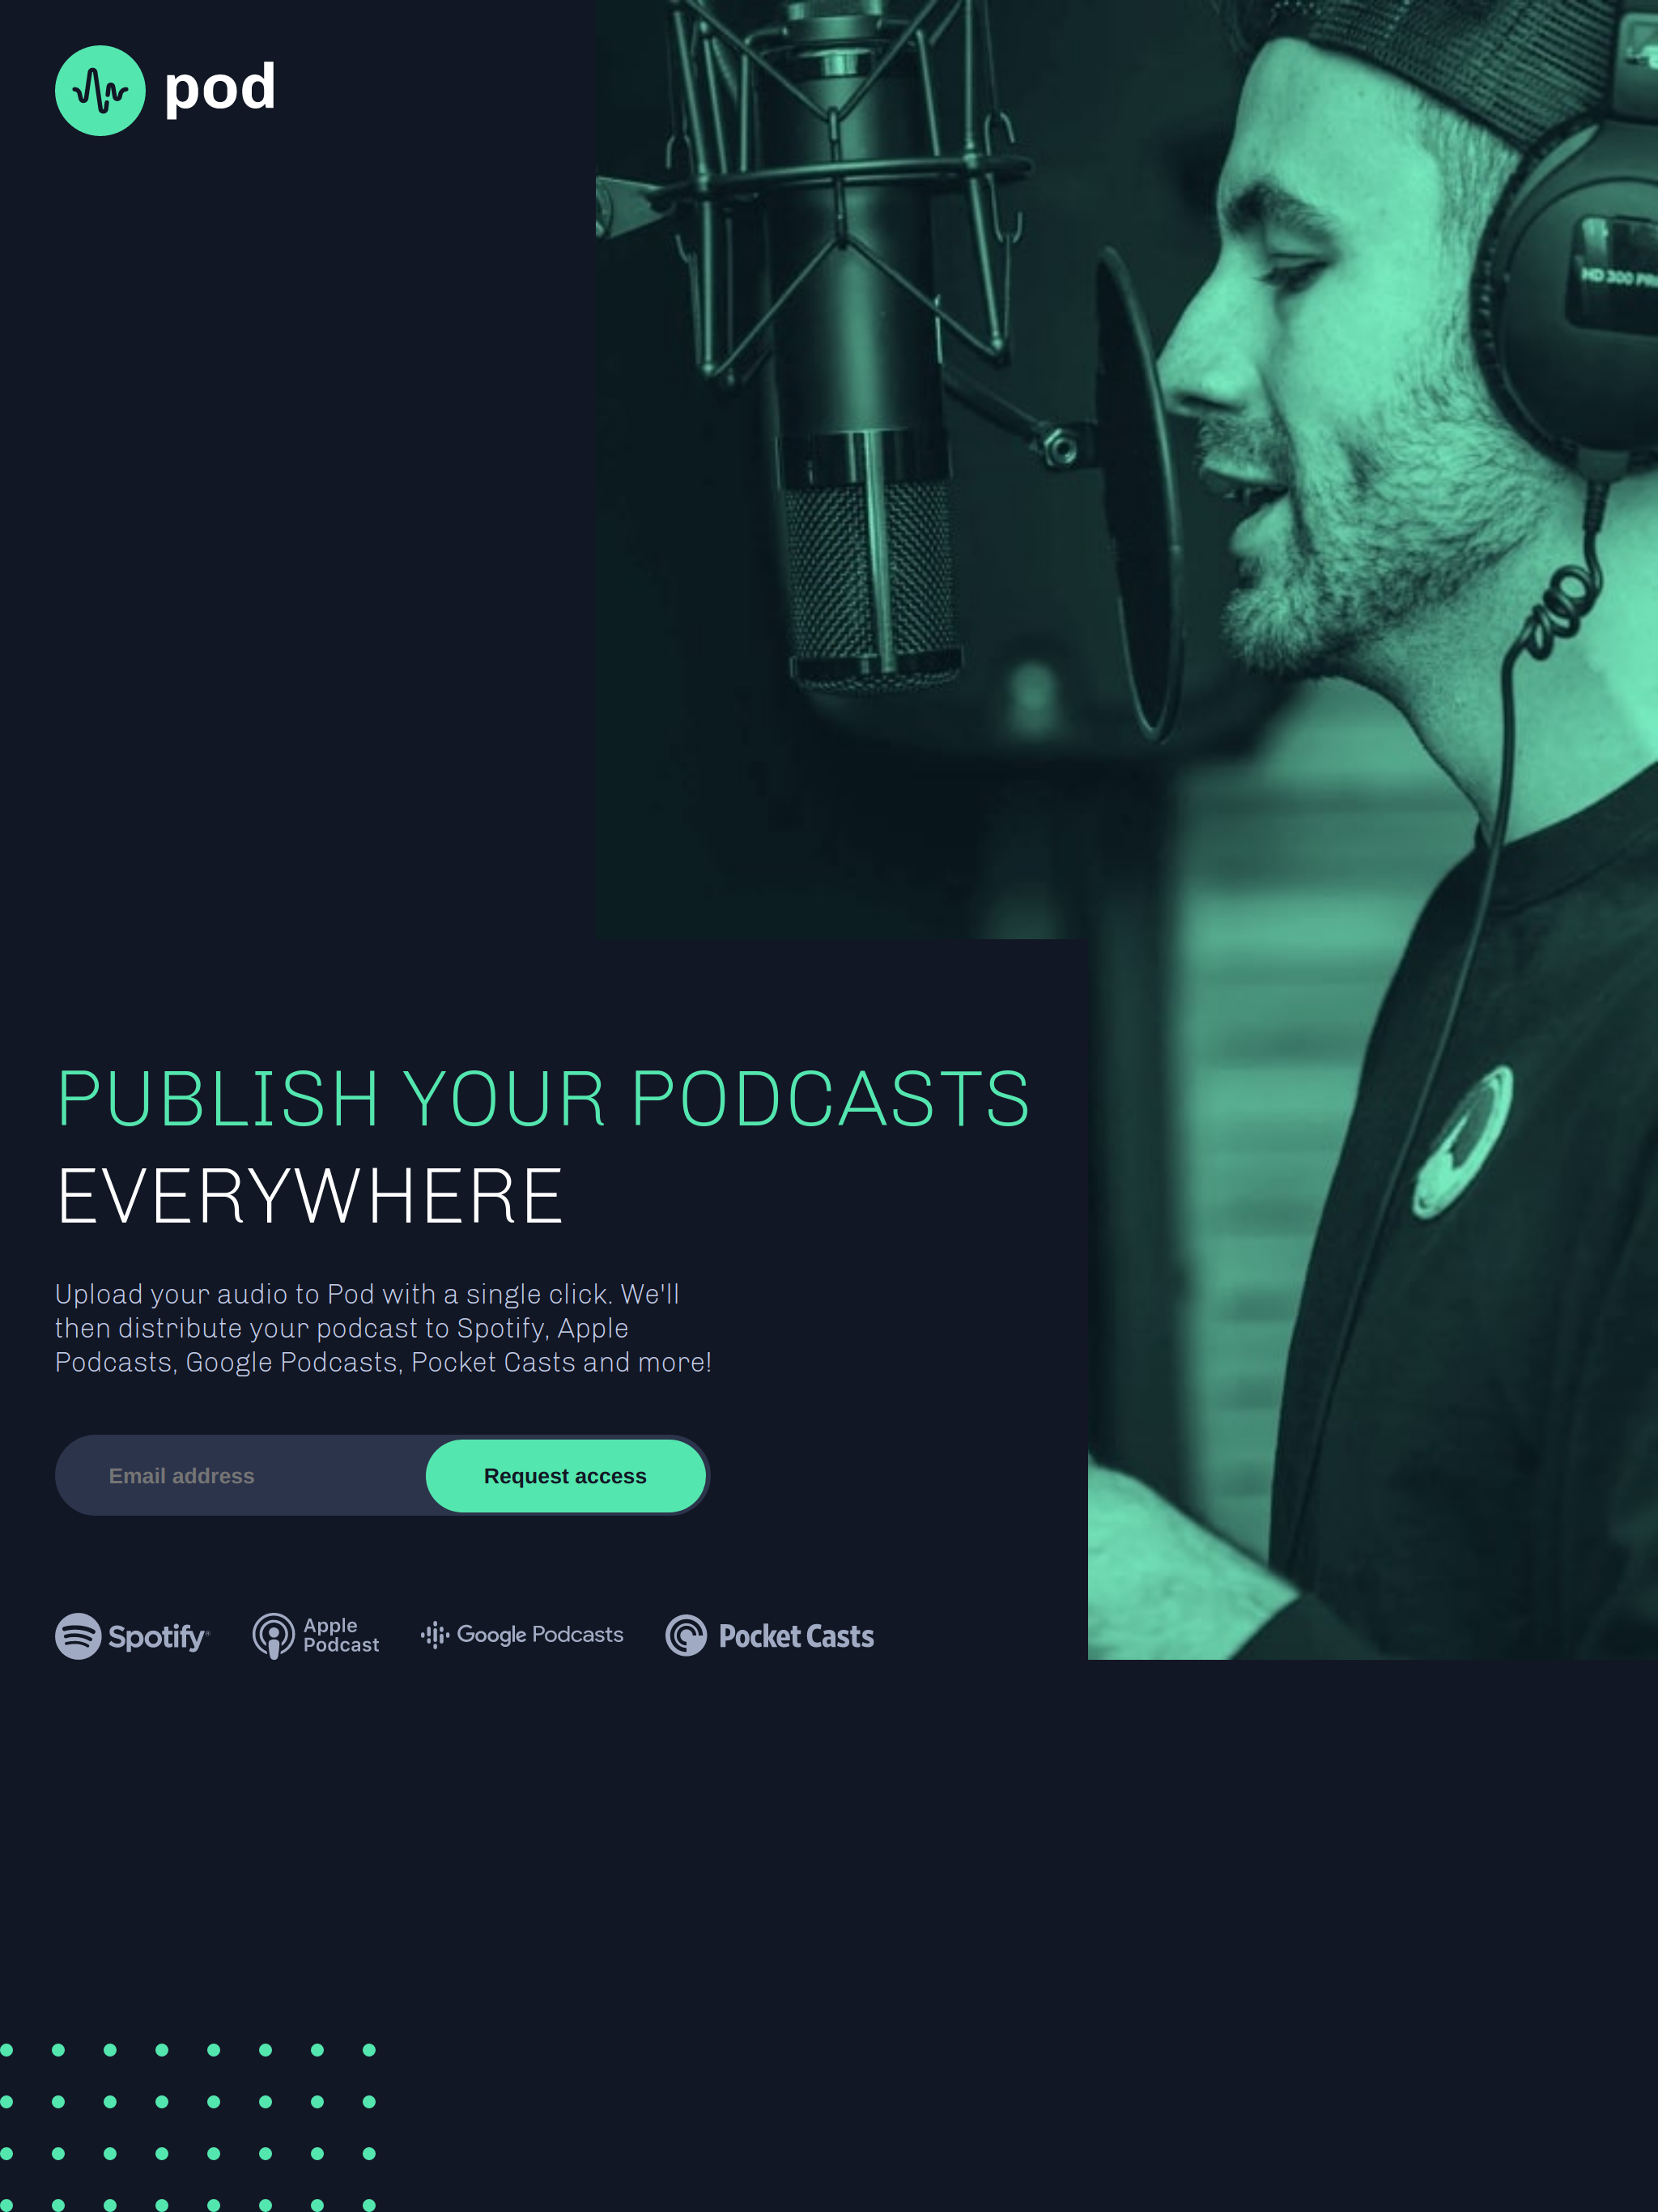 pod
HD 300 PR
PUBLISH YOUR PODCASTS
EVERYWHERE
Upload your audio to Pod with a single click. We'll
then distribute your podcast to Spotify, Apple
Podcasts, Google Podcasts, Pocket Casts and more!
Email address
Request access
Spotify
Apple
Podcast
Google Podcasts
Pocket Casts